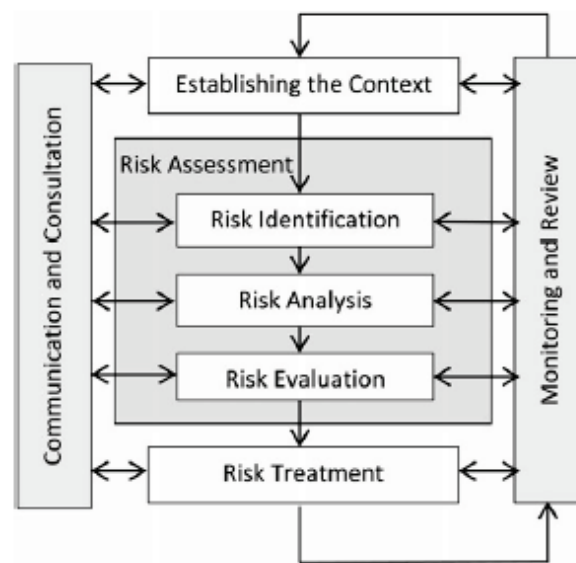 Establishing the Context
Communication and Consultation
Risk Assessment
Risk Identification
Risk Analysis
Risk Evaluation
Monitoring and Review
Risk Treatment